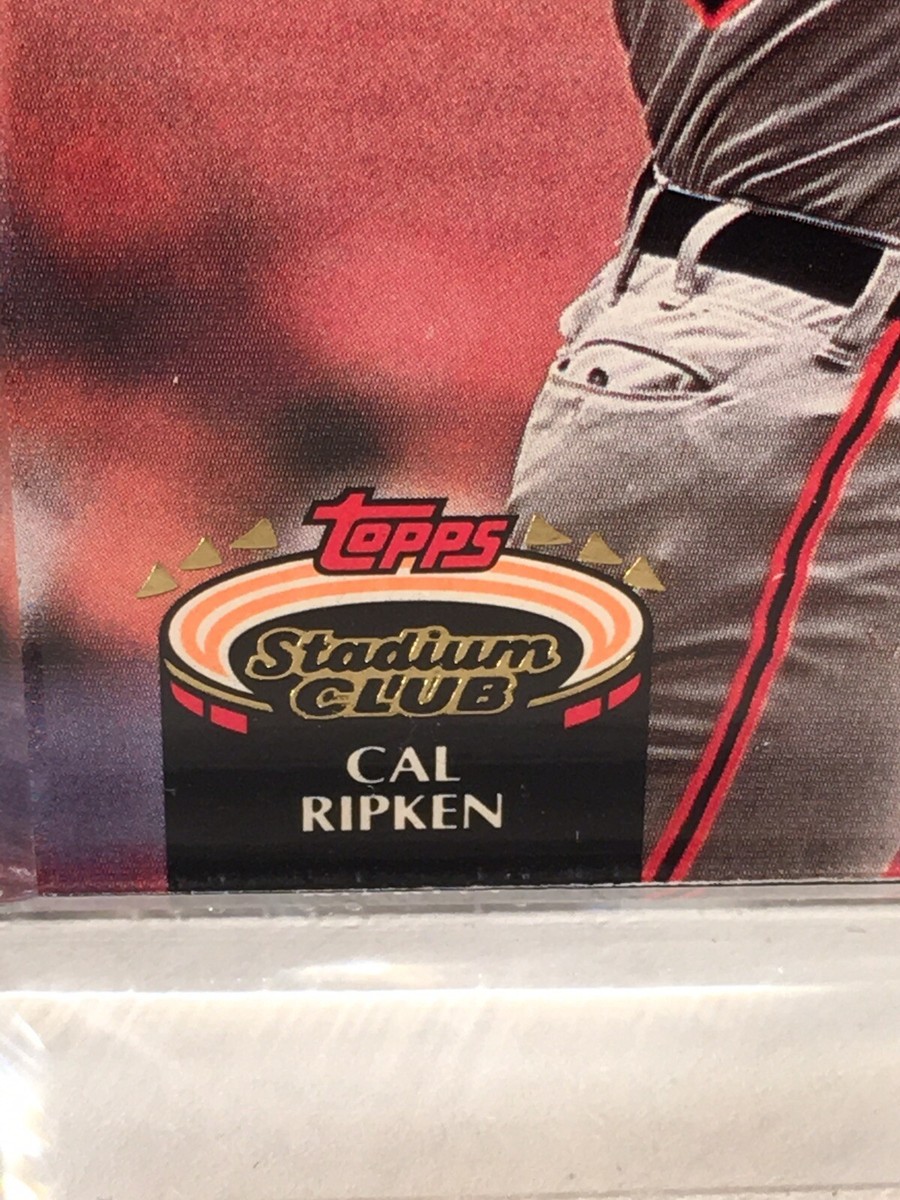 Topps
Stadium
CLUB
CAL
RIPKEN